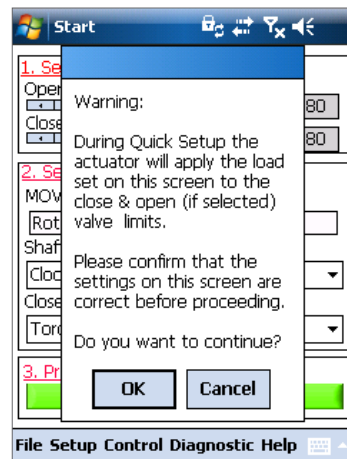 Start
1. Se
Oper
80
Close
80
2. Se
MOV
Rot
Shaf
Cloc
Close
Torc
3. Pr
Warning:
During Quick Setup the
actuator will apply the load
set on this screen to the
close & open (if selected)
valve limits.
Please confirm that the
settings on this screen are
correct before proceeding.
Do you want to continue?
OK Cancel
File Setup Control Diagnostic Help